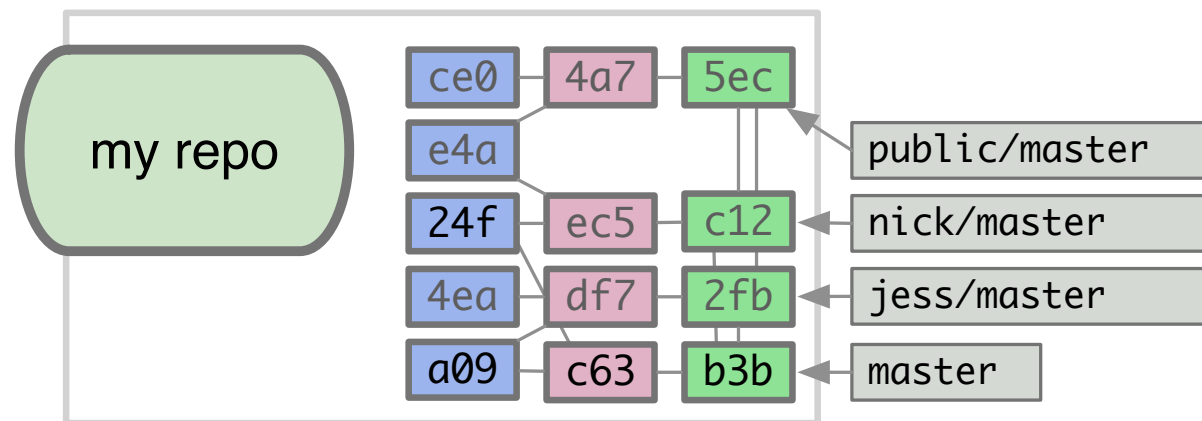 my repo
ce0 4a7 5ec
e4a
public/master
24f ec5 c12 nick/master
4ea df7 2fb jess/master
a09 c63 b3b master